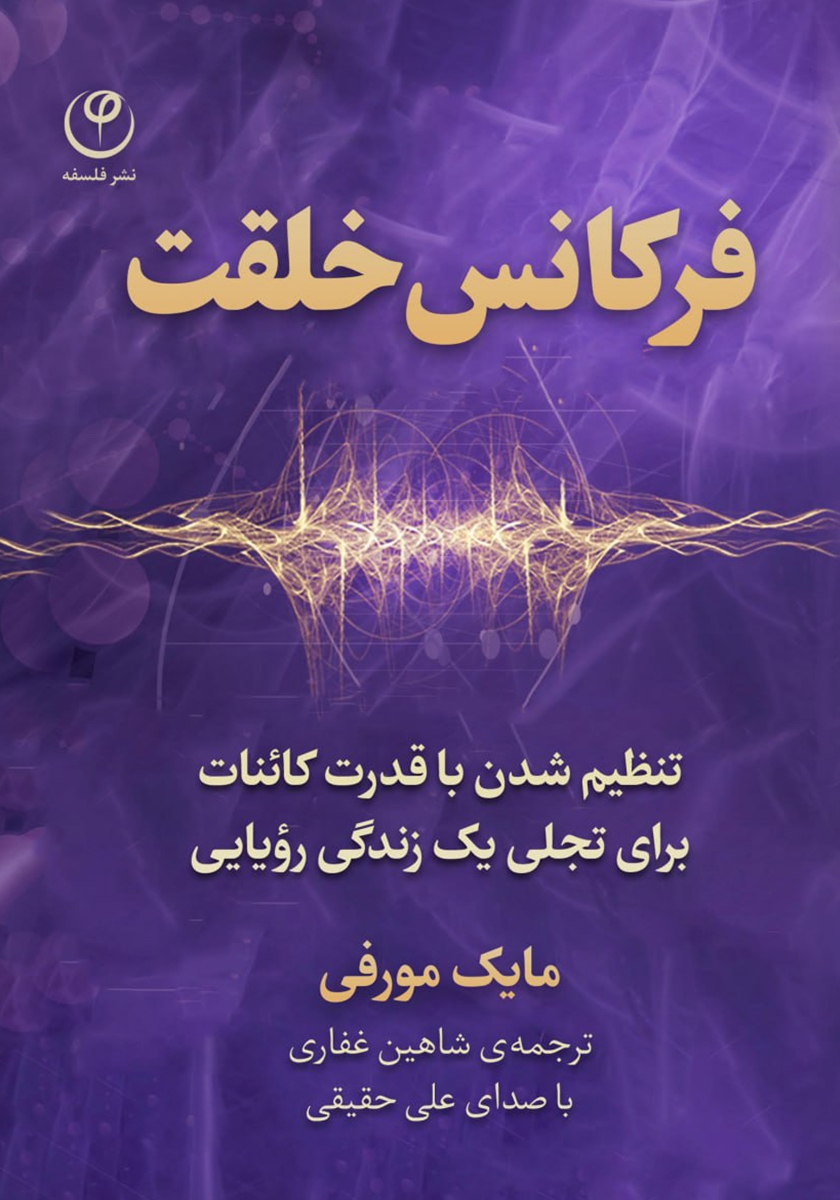 نشر فلسفه
فرکانس خلقت
تنظیم شدن با قدرت کائنات
برای تجلی یک زندگی رؤیایی
مایک مورفی
ترجمه‌ی شاهین غفاری
با صدای علی حقیقی